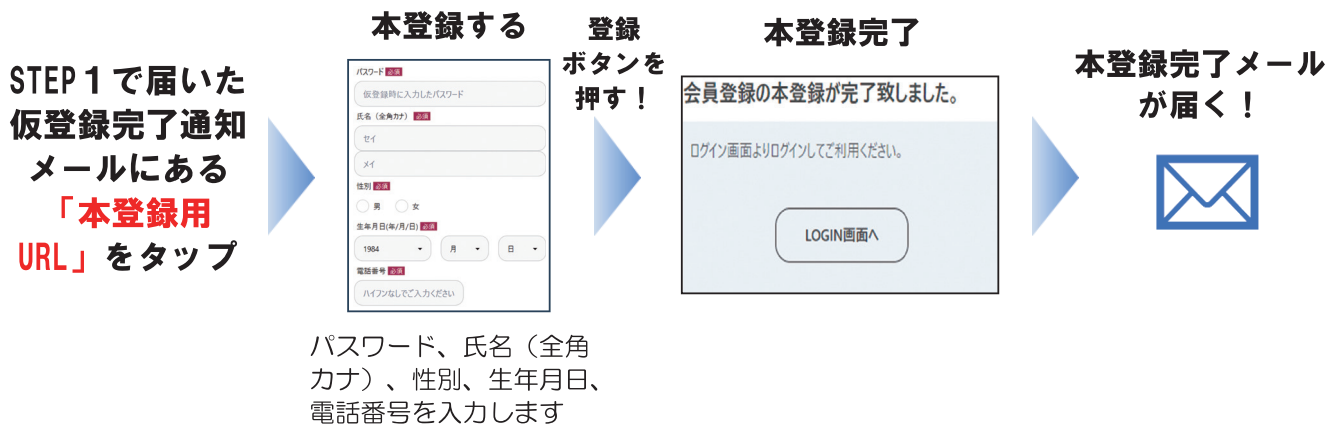 STEP１で届いた
仮登録完了通知
メールにある
「本登録用
URL」をタップ
本登録する
パスワード 必須
仮登録時に入力したパスワード
氏名（全角カナ） 必須
セイ
メイ
性別 必須
男 女
生年月日(年/月/日) 必須
1984 月 日
電話番号 必須
ハイフンなしでご入力ください
パスワード、氏名（全角
カナ）、性別、生年月日、
電話番号を入力します
登録
ボタンを
押す！
本登録完了
会員登録の本登録が完了致しました。
ログイン画面よりログインしてご利用ください。
LOGIN画面へ
本登録完了メール
が届く！